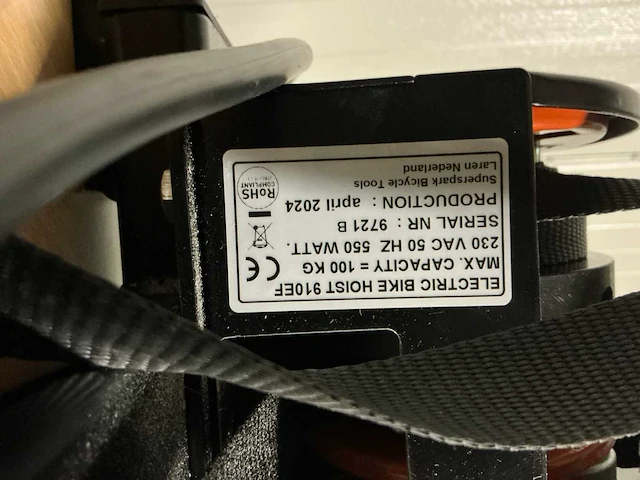 ELECTRIC BIKE HOIST 910EF
MAX. CAPACITY = 100 KG
230 VAC 50 HZ 550 WATT.
SERIAL NR : 9721 B
PRODUCTION : april 2024
Superspark Bicycle Tools
Laren Nederland
CE
RoHS
COMPLIANT